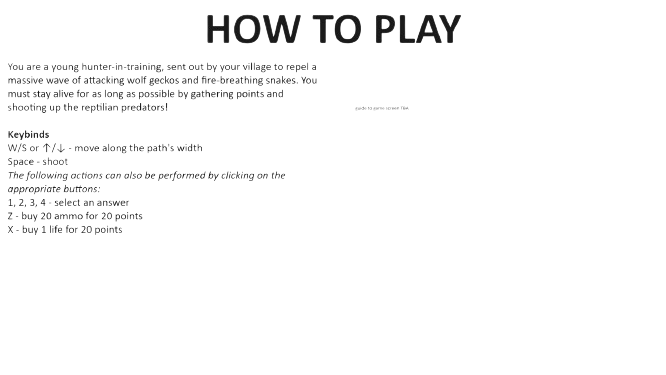 HOW TO PLAY
You are a young hunter-in-training, sent out by your village to repel a
massive wave of attacking wolf geckos and fire-breathing snakes. You
must stay alive for as long as possible by gathering points and
shooting up the reptilian predators!
guide to game screen TBA
Keybinds
W/S or ↑/↓ - move along the path's width
Space - shoot
The following actions can also be performed by clicking on the
appropriate buttons:
1, 2, 3, 4 - select an answer
Z - buy 20 ammo for 20 points
X - buy 1 life for 20 points